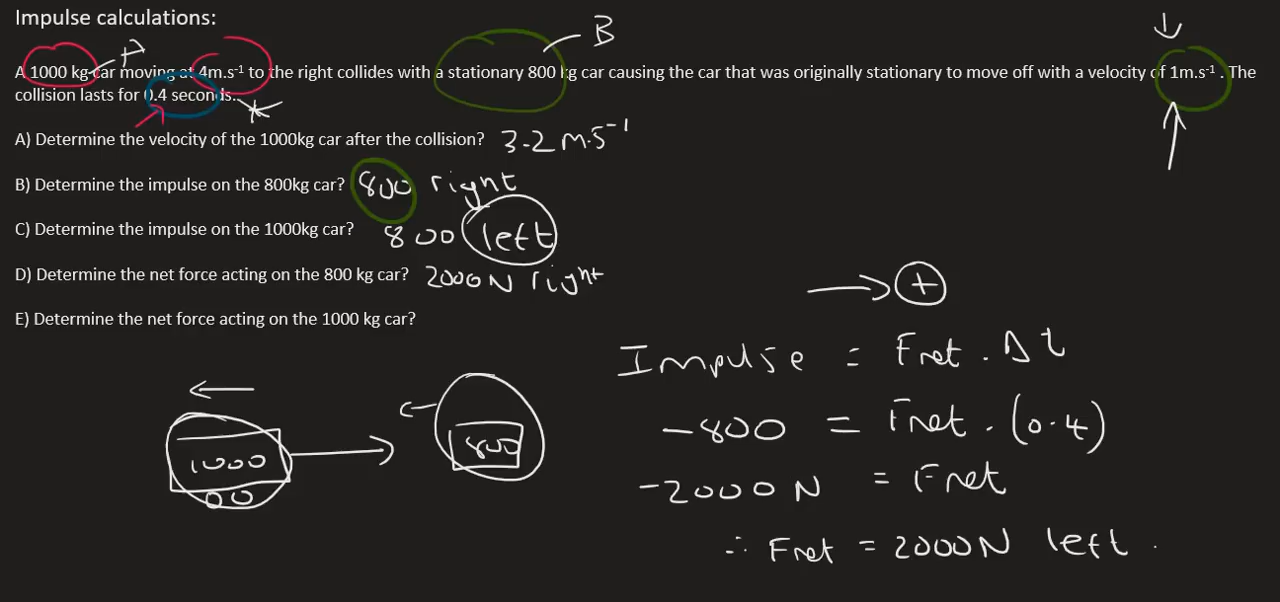 Impulse calculations:
B
A
A 1000 kg car moving at 4m.s⁻¹ to the right collides with a stationary 800 kg car causing the car that was originally stationary to move off with a velocity of 1m.s⁻¹ . The
collision lasts for 0.4 seconds..
A) Determine the velocity of the 1000kg car after the collision? 3.2 m.s⁻¹
B) Determine the impulse on the 800kg car? 800 right
C) Determine the impulse on the 1000kg car? 800 left
D) Determine the net force acting on the 800 kg car? 2000N right
E) Determine the net force acting on the 1000 kg car?
→ +
Impulse = Fnet . Δt
-800 = Fnet . (0.4)
-2000N = Fnet
∴ Fnet = 2000N left .
1000
800